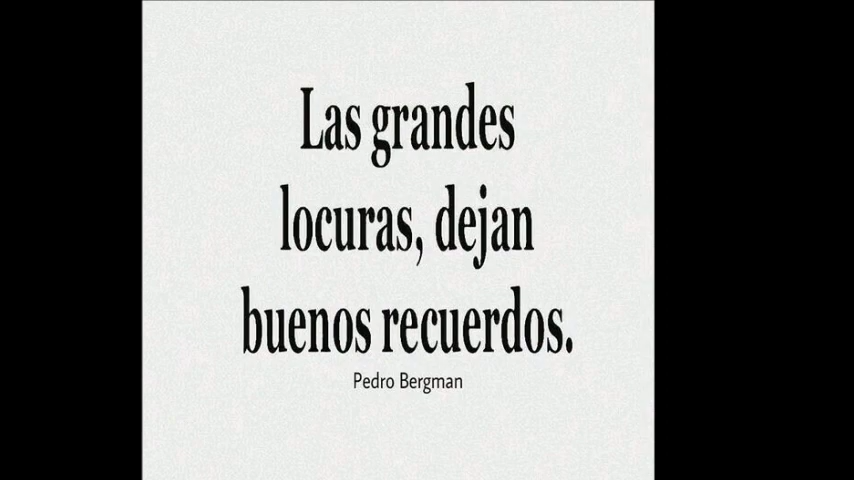 Las grandes
locuras, dejan
buenos recuerdos.
Pedro Bergman